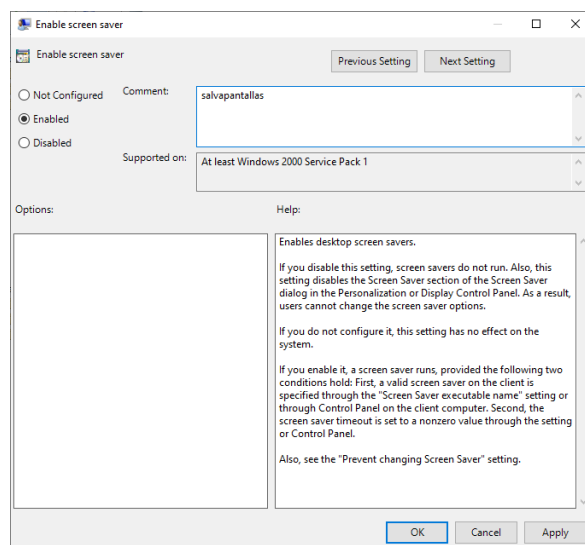 Enable screen saver
Enable screen saver
Previous Setting
Next Setting
Not Configured
Enabled
Disabled
Comment:
salvapantallas
Supported on:
At least Windows 2000 Service Pack 1
Options:
Help:
Enables desktop screen savers.
If you disable this setting, screen savers do not run. Also, this
setting disables the Screen Saver section of the Screen Saver
dialog in the Personalization or Display Control Panel. As a result,
users cannot change the screen saver options.
If you do not configure it, this setting has no effect on the
system.
If you enable it, a screen saver runs, provided the following two
conditions hold: First, a valid screen saver on the client is
specified through the "Screen Saver executable name" setting or
through Control Panel on the client computer. Second, the
screen saver timeout is set to a nonzero value through the setting
or Control Panel.
Also, see the "Prevent changing Screen Saver" setting.
OK
Cancel
Apply